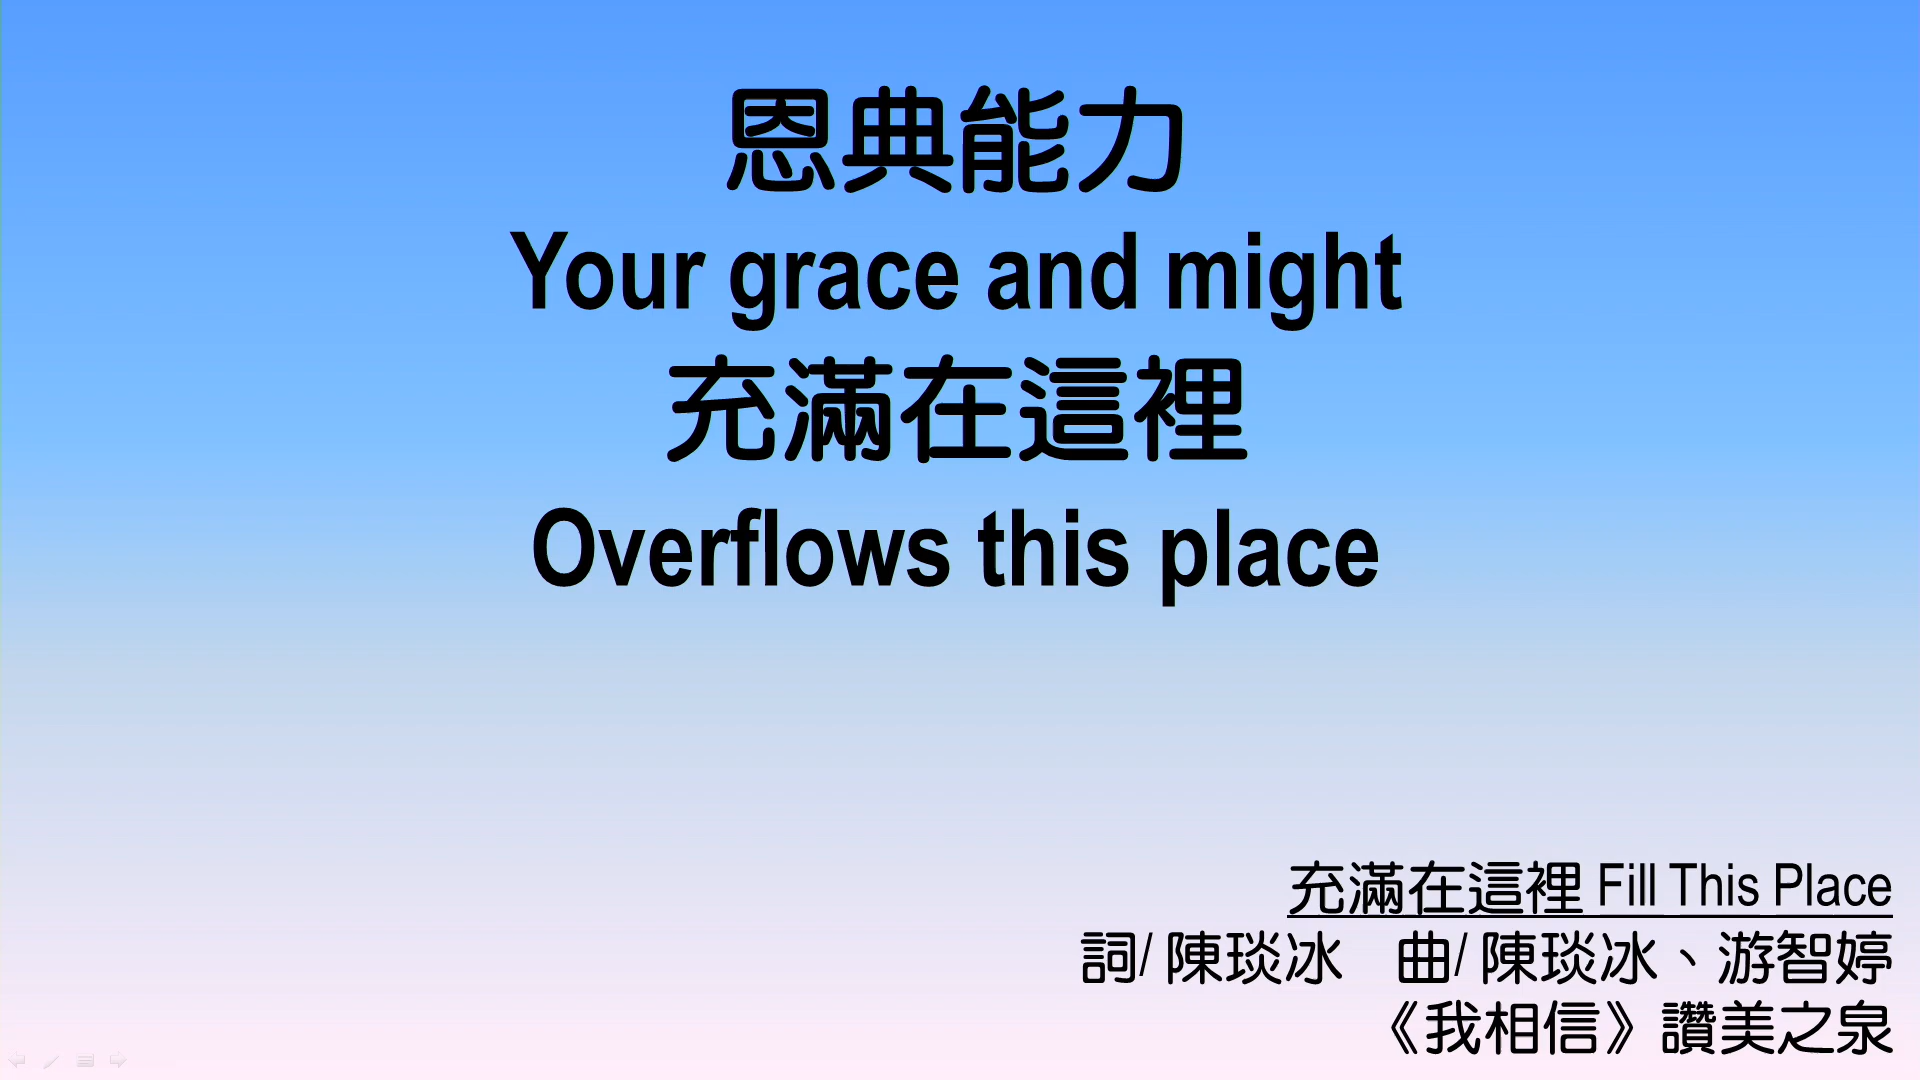 恩典能力
Your grace and might
充滿在這裡
Overflows this place
充滿在這裡 Fill This Place
詞/ 陳琰冰　曲/ 陳琰冰、游智婷
《我相信》讚美之泉